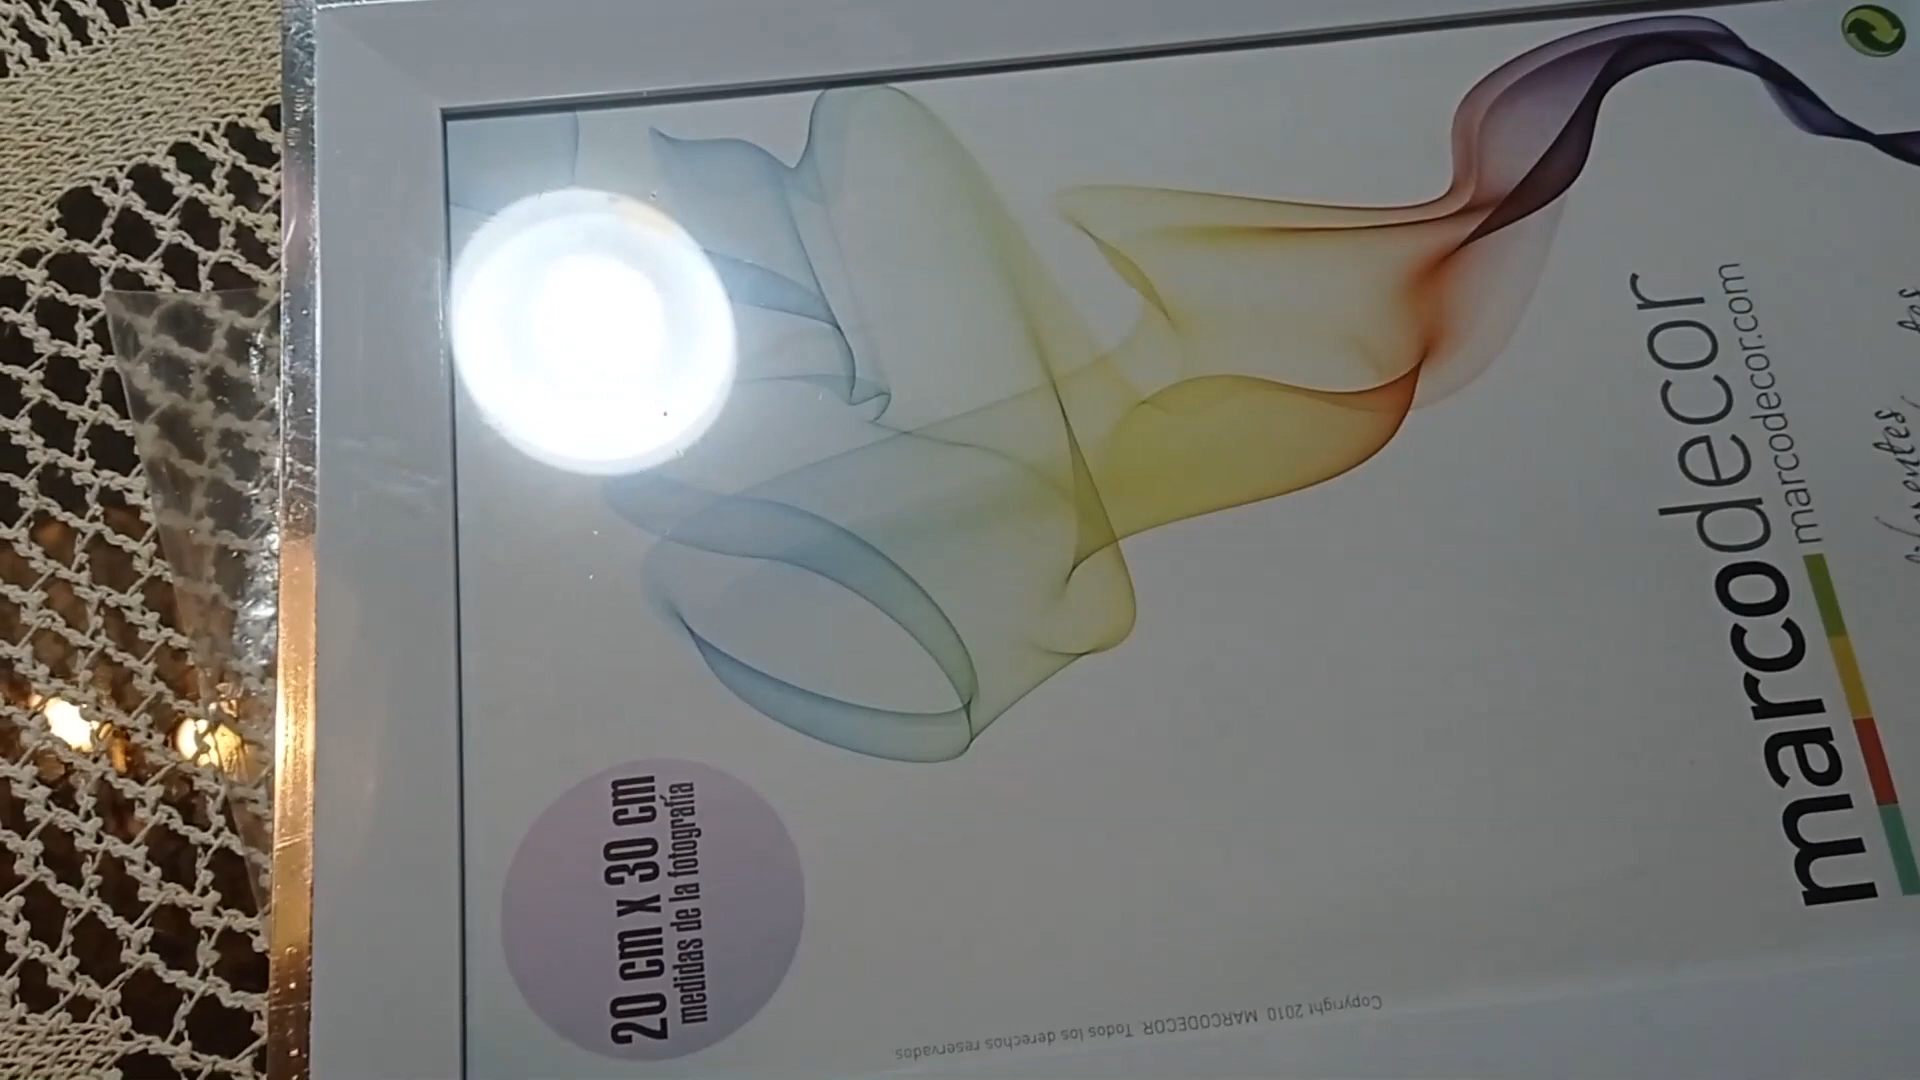 20 cm x 30 cm
medidas de la fotografía
marcodecor
marcodecor.com
Copyright 2010 MARCODECOR. Todos los derechos reservados.